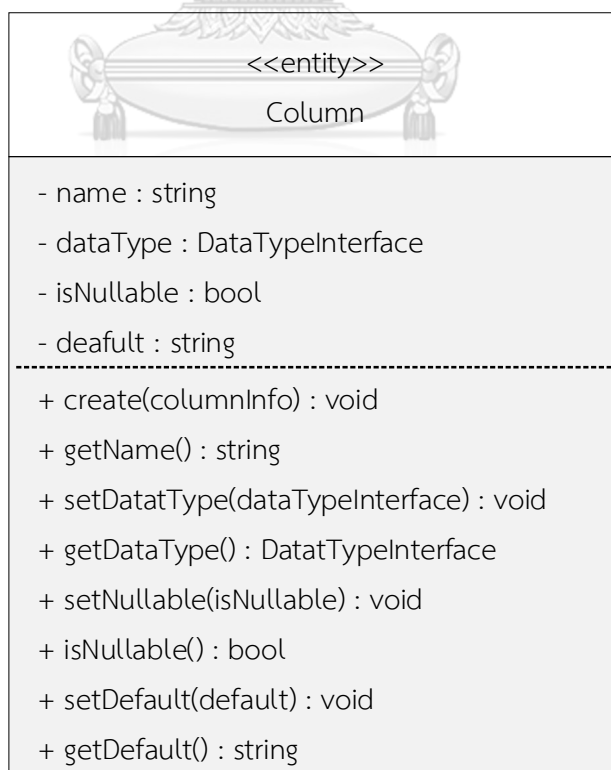 <<entity>>
Column
- name : string
- dataType : DataTypeInterface
- isNullable : bool
- deafult : string
+ create(columnInfo) : void
+ getName() : string
+ setDatatType(dataTypeInterface) : void
+ getDataType() : DatatTypeInterface
+ setNullable(isNullable) : void
+ isNullable() : bool
+ setDefault(default) : void
+ getDefault() : string